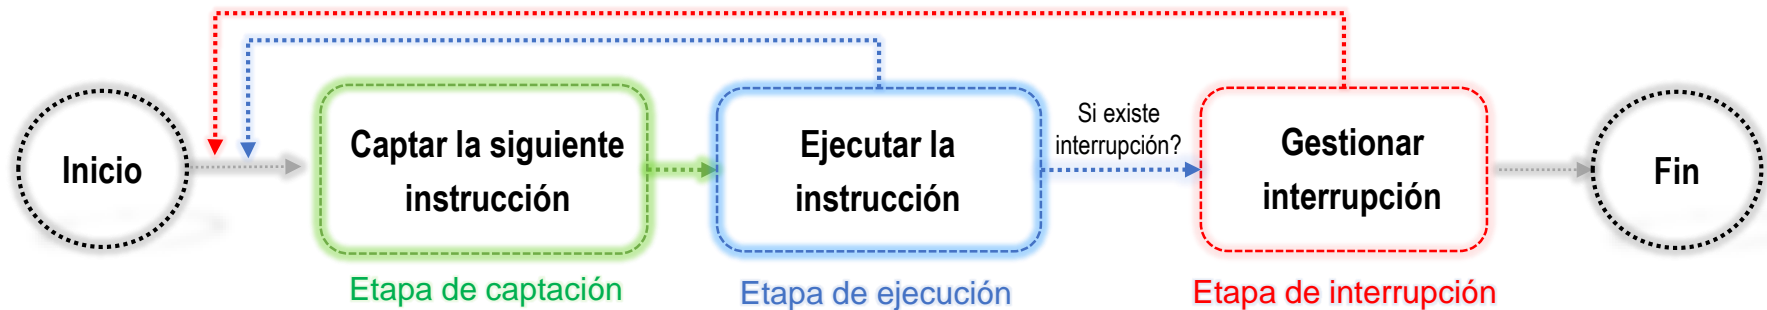 Inicio
Captar la siguiente
instrucción
Etapa de captación
Ejecutar la
instrucción
Etapa de ejecución
Si existe
interrupción?
Gestionar
interrupción
Etapa de interrupción
Fin